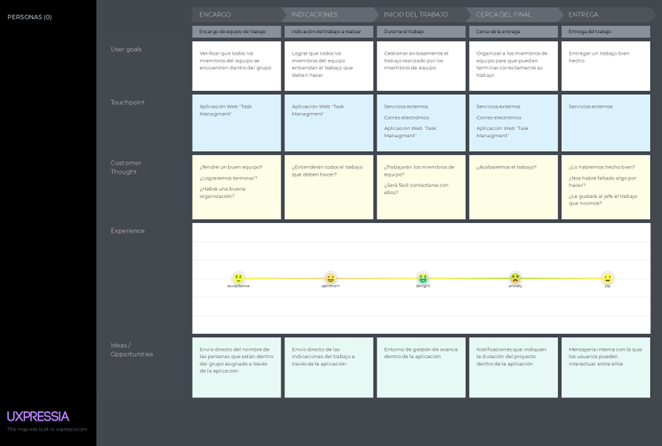 PERSONAS (0)
ENCARGO
INDICACIONES
INICIO DEL TRABAJO
CERCA DEL FINAL
ENTREGA
Encargo de equipo de trabajo
Indicación del trabajo a realizar
Durante el trabajo
Cerca de la entrega
Entrega del trabajo
User goals
Verificar que todos los
miembros del equipo se
encuentren dentro del grupo
Lograr que todos los
miembros del equipo
entiendan el trabajo que
deben hacer
Gestionar exitosamente el
trabajo realizado por los
miembros de equipo
Organizar a los miembros de
equipo para que puedan
terminar correctamente su
trabajo
Entregar un trabajo bien
hecho
Touchpoint
Aplicación Web "Task
Managment"
Aplicación Web "Task
Managment"
Servicios externos
Correo electrónico
Aplicación Web "Task
Managment"
Servicios externos
Correo electrónico
Aplicación Web "Task
Managment"
Servicios externos
Customer
Thought
¿Tendré un buen equipo?
¿Lograremos terminar?
¿Habrá una buena
organización?
¿Entenderán todos el trabajo
que deben hacer?
¿Trabajarán los miembros de
equipo?
¿Será fácil contactarse con
ellos?
¿Acabaremos el trabajo?
¿Lo habremos hecho bien?
¿Nos habrá faltado algo por
hacer?
¿Le gustará al jefe el trabajo
que hicimos?
Experience
acceptance
optimism
delight
anxiety
joy
Ideas /
Opportunities
Envío directo del nombre de
las personas que están dentro
del grupo asignado a través
de la aplicación
Envío directo de las
indicaciones del trabajo a
través de la aplicación
Entorno de gestión de avance
dentro de la aplicación
Notificaciones que indiquen
la duración del proyecto
dentro de la aplicación
Mensajería interna con la que
los usuarios pueden
interactuar entre ellos
UXPRESSIA
This map was built in uxpressia.com